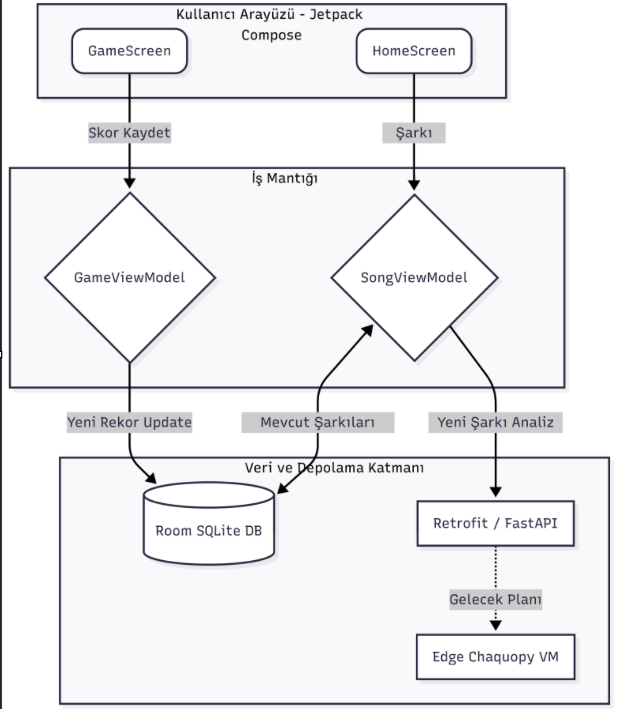 Kullanıcı Arayüzü - Jetpack
Compose
GameScreen
HomeScreen
Skor Kaydet
Şarkı
İş Mantığı
GameViewModel
SongViewModel
Yeni Rekor Update
Mevcut Şarkıları
Yeni Şarkı Analiz
Veri ve Depolama Katmanı
Room SQLite DB
Retrofit / FastAPI
Gelecek Planı
Edge Chaquopy VM